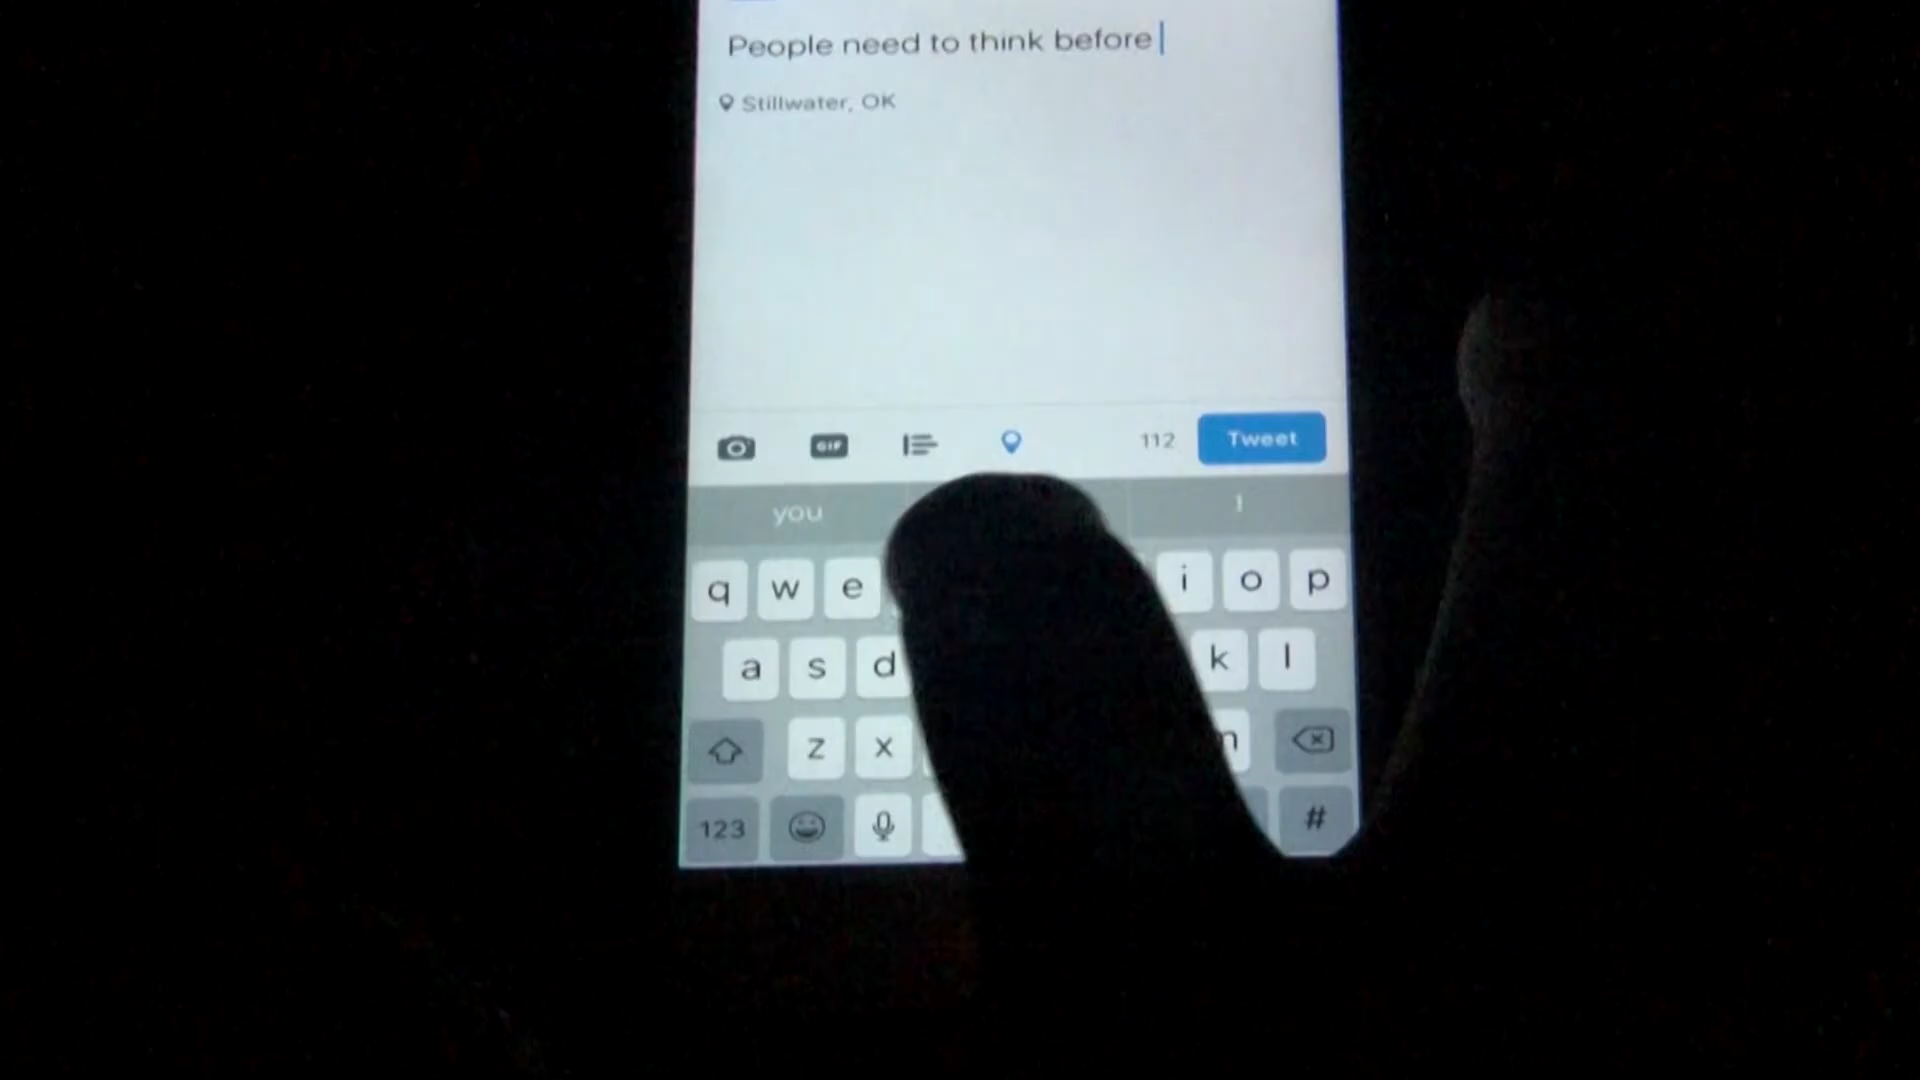 People need to think before
Stillwater, OK
GIF
112
Tweet
you
I
q w e i o p
a s d k l
z x
123
#